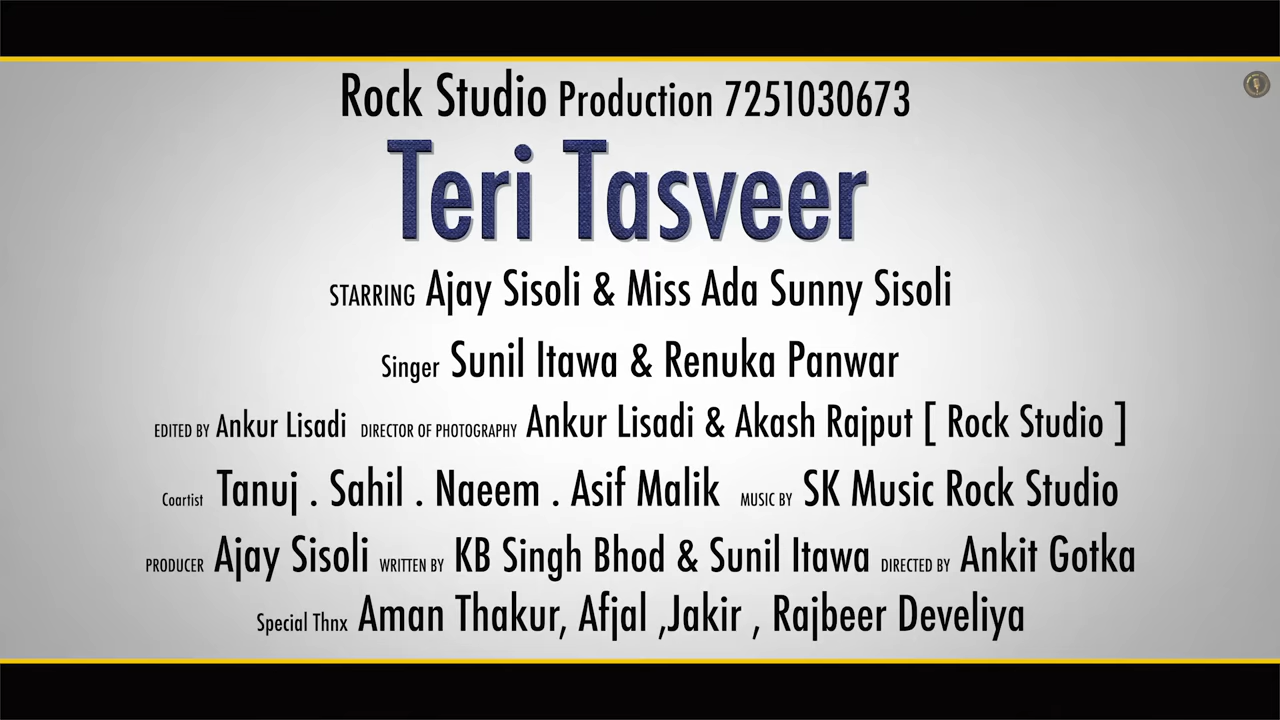 Rock Studio Production 7251030673
Teri Tasveer
STARRING Ajay Sisoli & Miss Ada Sunny Sisoli
Singer Sunil Itawa & Renuka Panwar
EDITED BY Ankur Lisadi DIRECTOR OF PHOTOGRAPHY Ankur Lisadi & Akash Rajput [ Rock Studio ]
Coartist Tanuj . Sahil . Naeem . Asif Malik MUSIC BY SK Music Rock Studio
PRODUCER Ajay Sisoli WRITTEN BY KB Singh Bhod & Sunil Itawa DIRECTED BY Ankit Gotka
Special Thnx Aman Thakur, Afjal ,Jakir , Rajbeer Develiya